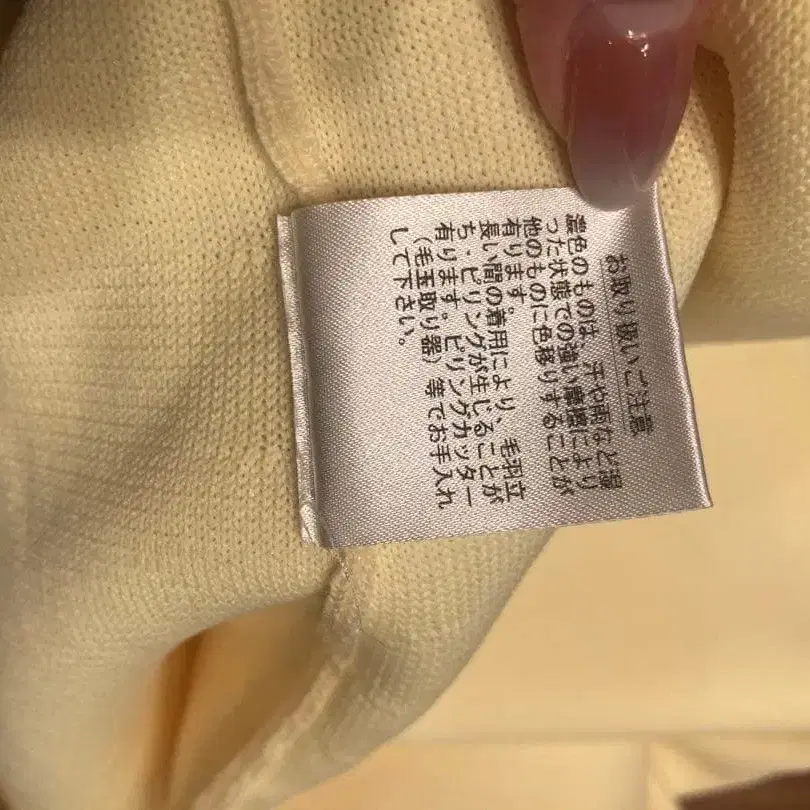 お取り扱いご注意
濃色のものは、汗や雨など湿
った状態での強い摩擦により
他のものに色移りすることが
有ります。
長い間の着用により、毛羽立
ち・ピリングが生じることが
有ります。ピリングカッター
（毛玉取り器）等でお手入れ
して下さい。